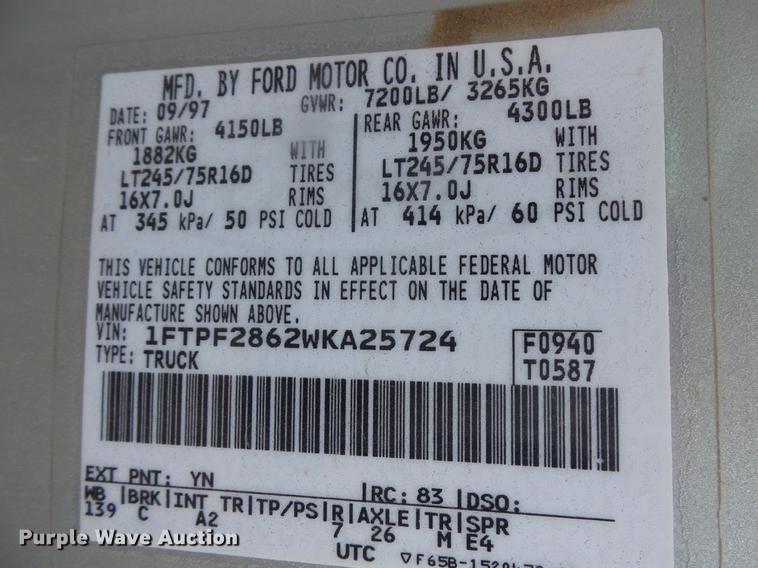 MFD. BY FORD MOTOR CO. IN U.S.A.
DATE: 09/97 GVWR: 7200LB/ 3265KG
FRONT GAWR: 4150LB
1882KG WITH
LT245/75R16D TIRES
16X7.0J RIMS
AT 345 kPa/ 50 PSI COLD
REAR GAWR: 4300LB
1950KG WITH
LT245/75R16D TIRES
16X7.0J RIMS
AT 414 kPa/ 60 PSI COLD
THIS VEHICLE CONFORMS TO ALL APPLICABLE FEDERAL MOTOR
VEHICLE SAFETY STANDARDS IN EFFECT ON THE DATE OF
MANUFACTURE SHOWN ABOVE.
VIN: 1FTPF2862WKA25724
TYPE: TRUCK
F0940
T0587
EXT PNT: YN |RC: 83 |DSO:
WB |BRK|INT TR|TP/PS|R|AXLE|TR|SPR
139 C A2 7 26 M E4
UTC
Purple Wave Auction